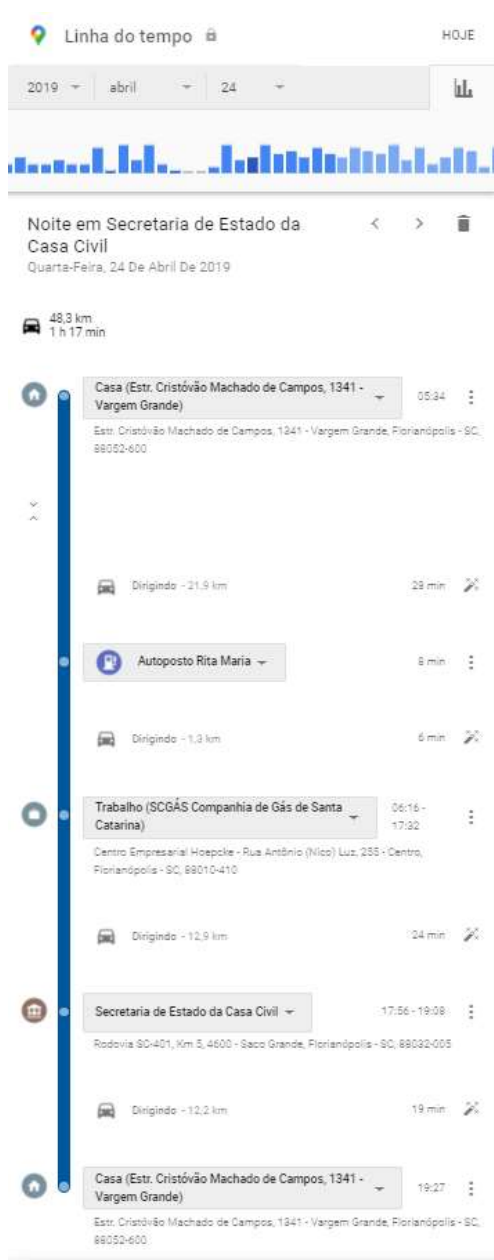 Linha do tempo
HOJE
2019 abril 24
Noite em Secretaria de Estado da
Casa Civil
Quarta-Feira, 24 De Abril De 2019
48,3 km
1 h 17 min
Casa (Estr. Cristóvão Machado de Campos, 1341 -
Vargem Grande)
05:34
Estr. Cristóvão Machado de Campos, 1341 - Vargem Grande, Florianópolis - SC,
88052-600
Dirigindo - 21,9 km
28 min
Autoposto Rita Maria
8 min
Dirigindo - 1,3 km
6 min
Trabalho (SCGÁS Companhia de Gás de Santa
Catarina)
06:16 -
17:32
Centro Empresarial Hoepcke - Rua Antônio (Nico) Luz, 255 - Centro,
Florianópolis - SC, 88010-410
Dirigindo - 12,9 km
24 min
Secretaria de Estado da Casa Civil
17:56 - 19:08
Rodovia SC-401, Km 5, 4600 - Saco Grande, Florianópolis - SC, 88032-005
Dirigindo - 12,2 km
19 min
Casa (Estr. Cristóvão Machado de Campos, 1341 -
Vargem Grande)
19:27
Estr. Cristóvão Machado de Campos, 1341 - Vargem Grande, Florianópolis - SC,
88052-600